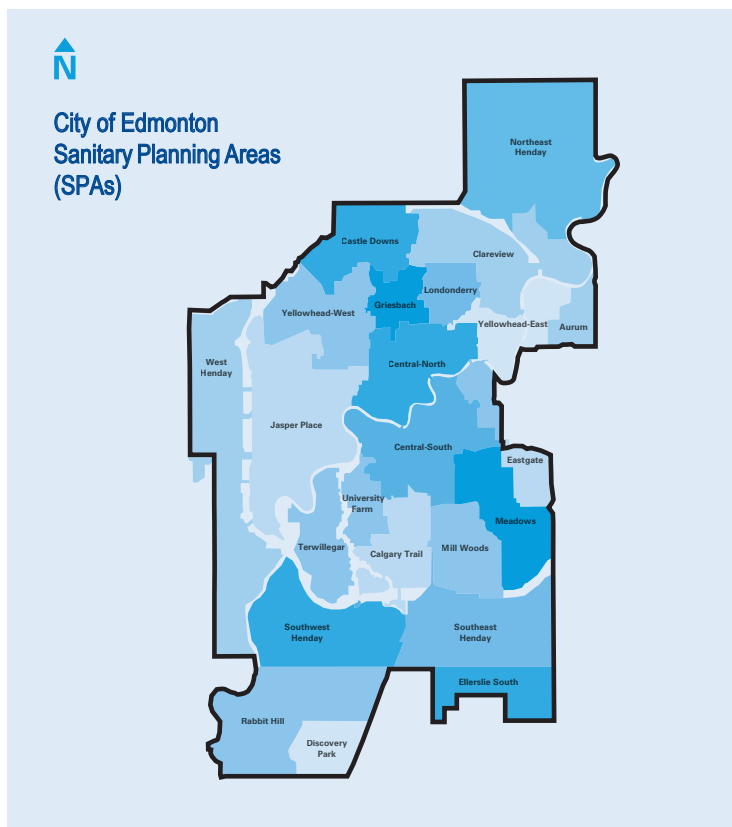 N
City of Edmonton
Sanitary Planning Areas
(SPAs)
Northeast
Henday
Castle Downs
Clareview
Londonderry
Griesbach
Yellowhead-West
Yellowhead-East
Aurum
West
Henday
Central-North
Jasper Place
Central-South
Eastgate
University
Farm
Meadows
Terwillegar
Calgary Trail
Mill Woods
Southwest
Henday
Southeast
Henday
Ellerslie South
Rabbit Hill
Discovery
Park